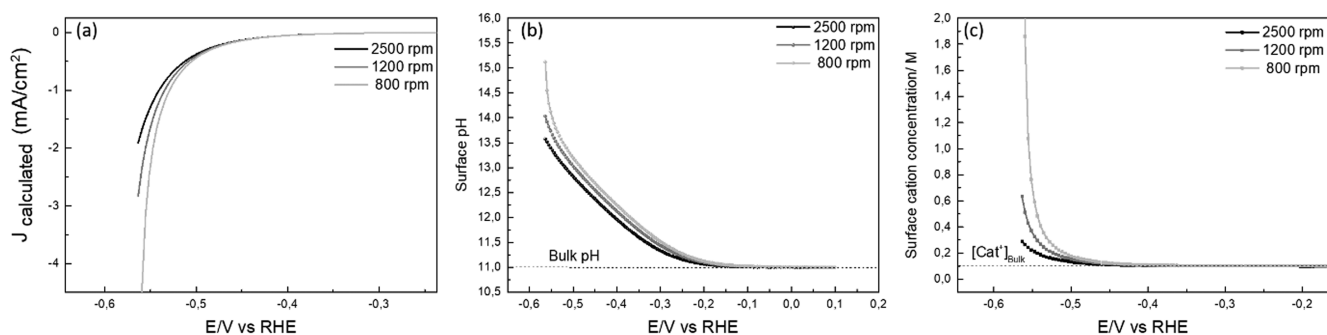 (a)
2500 rpm
1200 rpm
800 rpm
J calculated (mA/cm²)
0
-1
-2
-3
-4
-0,6 -0,5 -0,4 -0,3
E/V vs RHE
(b)
2500 rpm
1200 rpm
800 rpm
Surface pH
16,0
15,5
15,0
14,5
14,0
13,5
13,0
12,5
12,0
11,5
11,0
10,5
Bulk pH
-0,6 -0,5 -0,4 -0,3 -0,2 -0,1 0,0 0,1 0,2
E/V vs RHE
(c)
2500 rpm
1200 rpm
800 rpm
Surface cation concentration/ M
2,0
1,8
1,6
1,4
1,2
1,0
0,8
0,6
0,4
0,2
0,0
[Cat⁺]Bulk
-0,6 -0,5 -0,4 -0,3 -0,2
E/V vs RHE